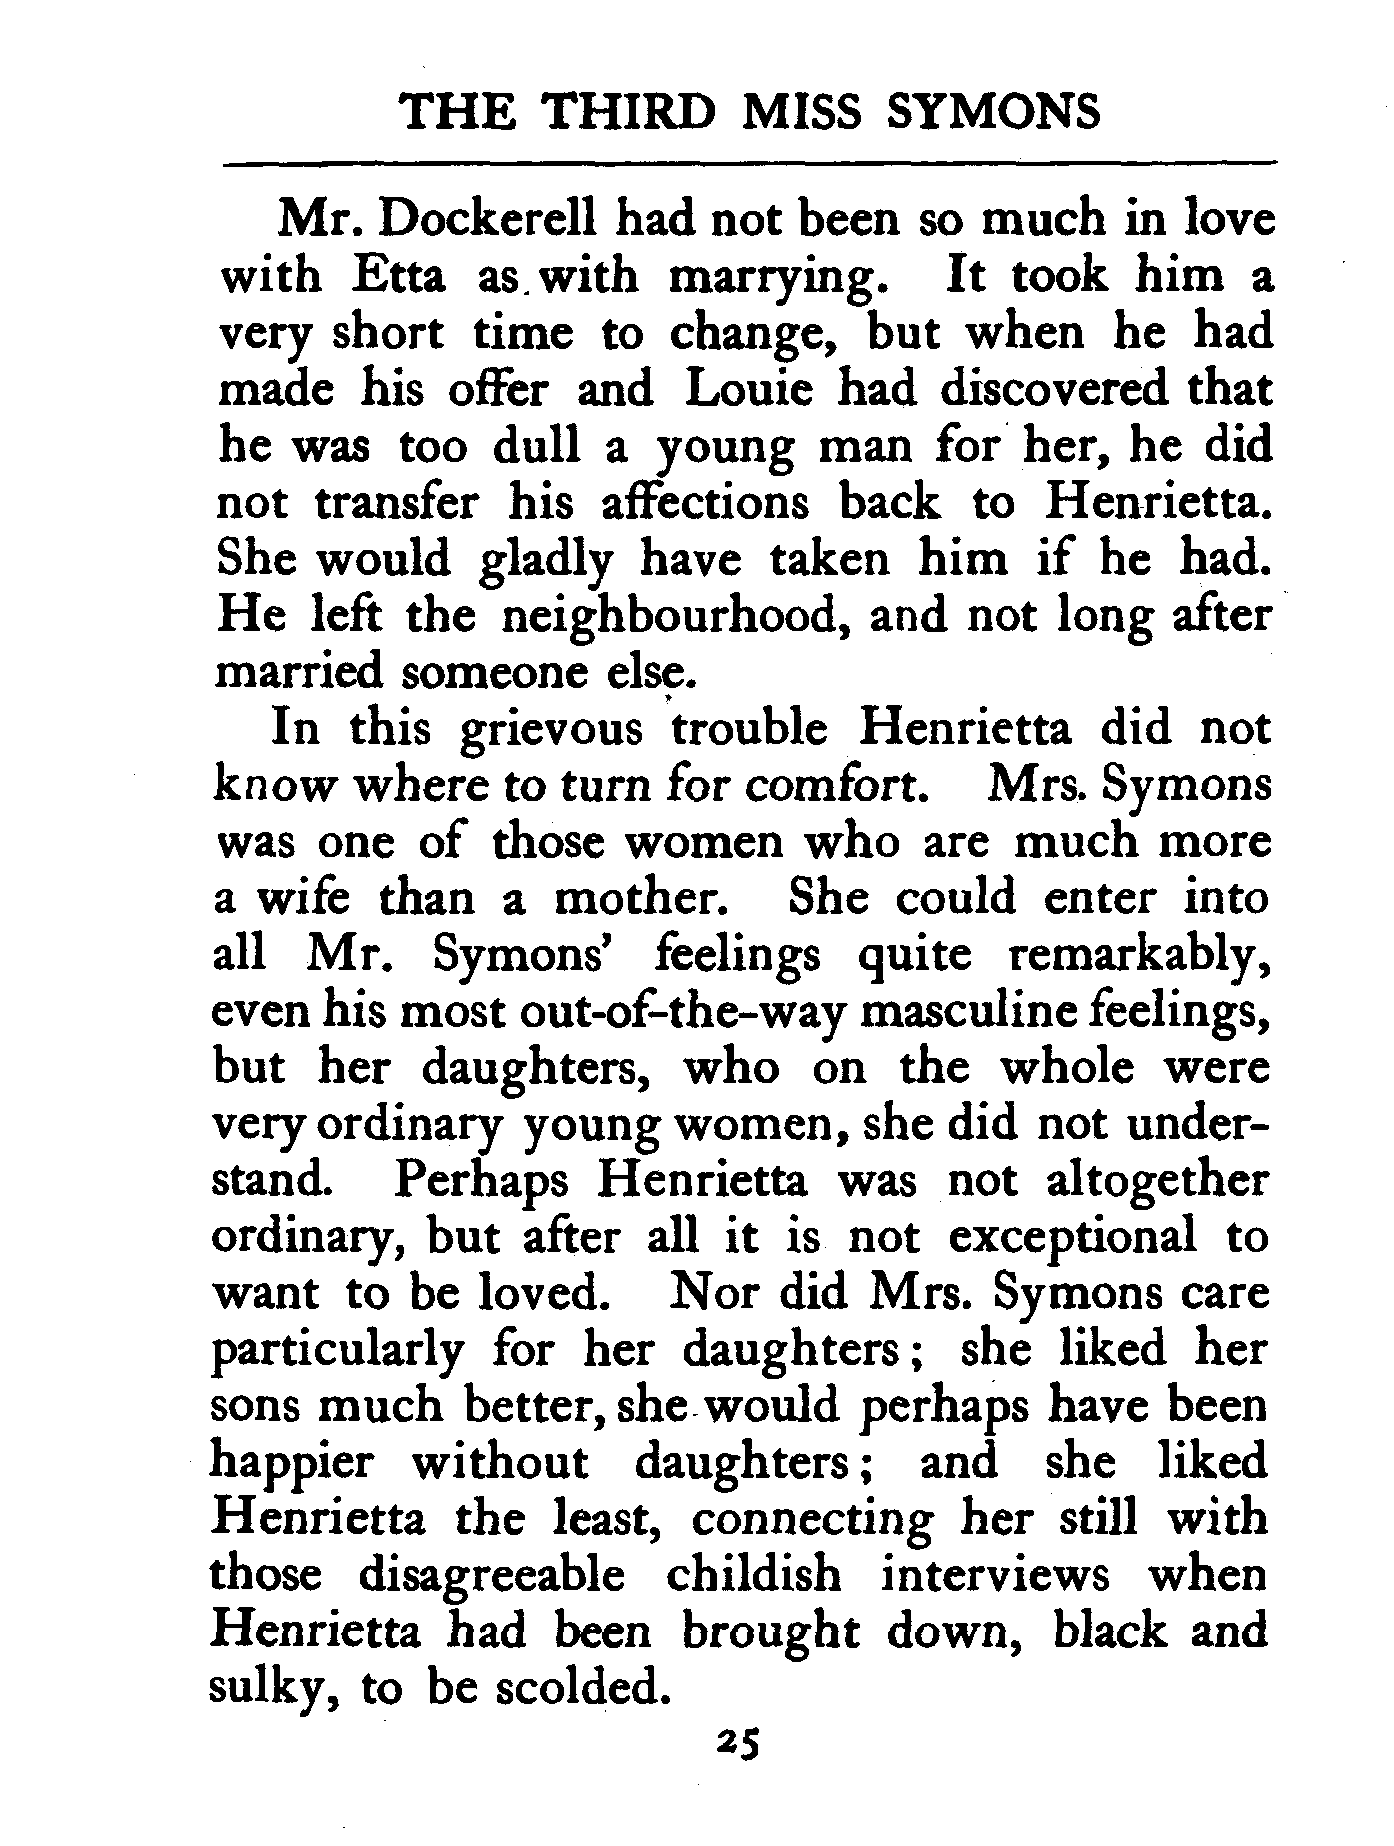 THE THIRD MISS SYMONS
Mr. Dockerell had not been so much in love
with Etta as with marrying. It took him a
very short time to change, but when he had
made his offer and Louie had discovered that
he was too dull a young man for her, he did
not transfer his affections back to Henrietta.
She would gladly have taken him if he had.
He left the neighbourhood, and not long after
married someone else.
In this grievous trouble Henrietta did not
know where to turn for comfort. Mrs. Symons
was one of those women who are much more
a wife than a mother. She could enter into
all Mr. Symons' feelings quite remarkably,
even his most out-of-the-way masculine feelings,
but her daughters, who on the whole were
very ordinary young women, she did not under-
stand. Perhaps Henrietta was not altogether
ordinary, but after all it is not exceptional to
want to be loved. Nor did Mrs. Symons care
particularly for her daughters; she liked her
sons much better, she would perhaps have been
happier without daughters; and she liked
Henrietta the least, connecting her still with
those disagreeable childish interviews when
Henrietta had been brought down, black and
sulky, to be scolded.
25